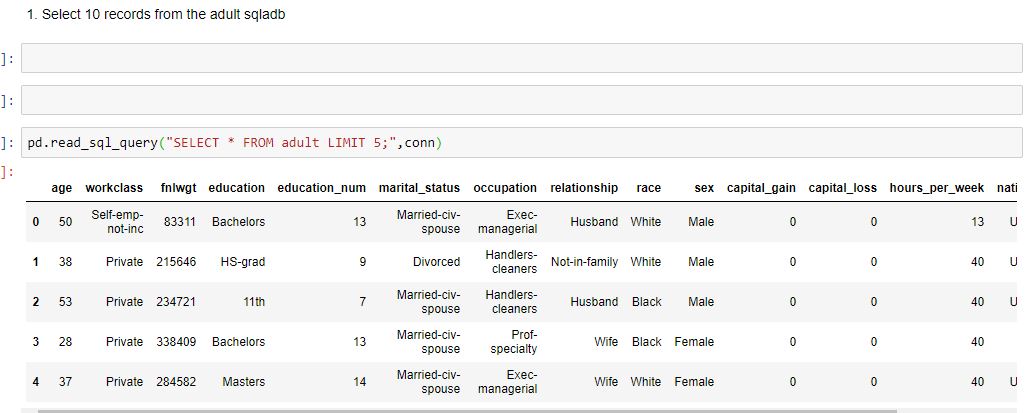 1. Select 10 records from the adult sqladb
]:
]:
]: pd.read_sql_query("SELECT * FROM adult LIMIT 5;",conn)
]:
age workclass fnlwgt education education_num marital_status occupation relationship race sex capital_gain capital_loss hours_per_week nati
0 50 Self-emp-not-inc 83311 Bachelors 13 Married-civ-spouse Exec-managerial Husband White Male 0 0 13 U
1 38 Private 215646 HS-grad 9 Divorced Handlers-cleaners Not-in-family White Male 0 0 40 U
2 53 Private 234721 11th 7 Married-civ-spouse Handlers-cleaners Husband Black Male 0 0 40 U
3 28 Private 338409 Bachelors 13 Married-civ-spouse Prof-specialty Wife Black Female 0 0 40
4 37 Private 284582 Masters 14 Married-civ-spouse Exec-managerial Wife White Female 0 0 40 U